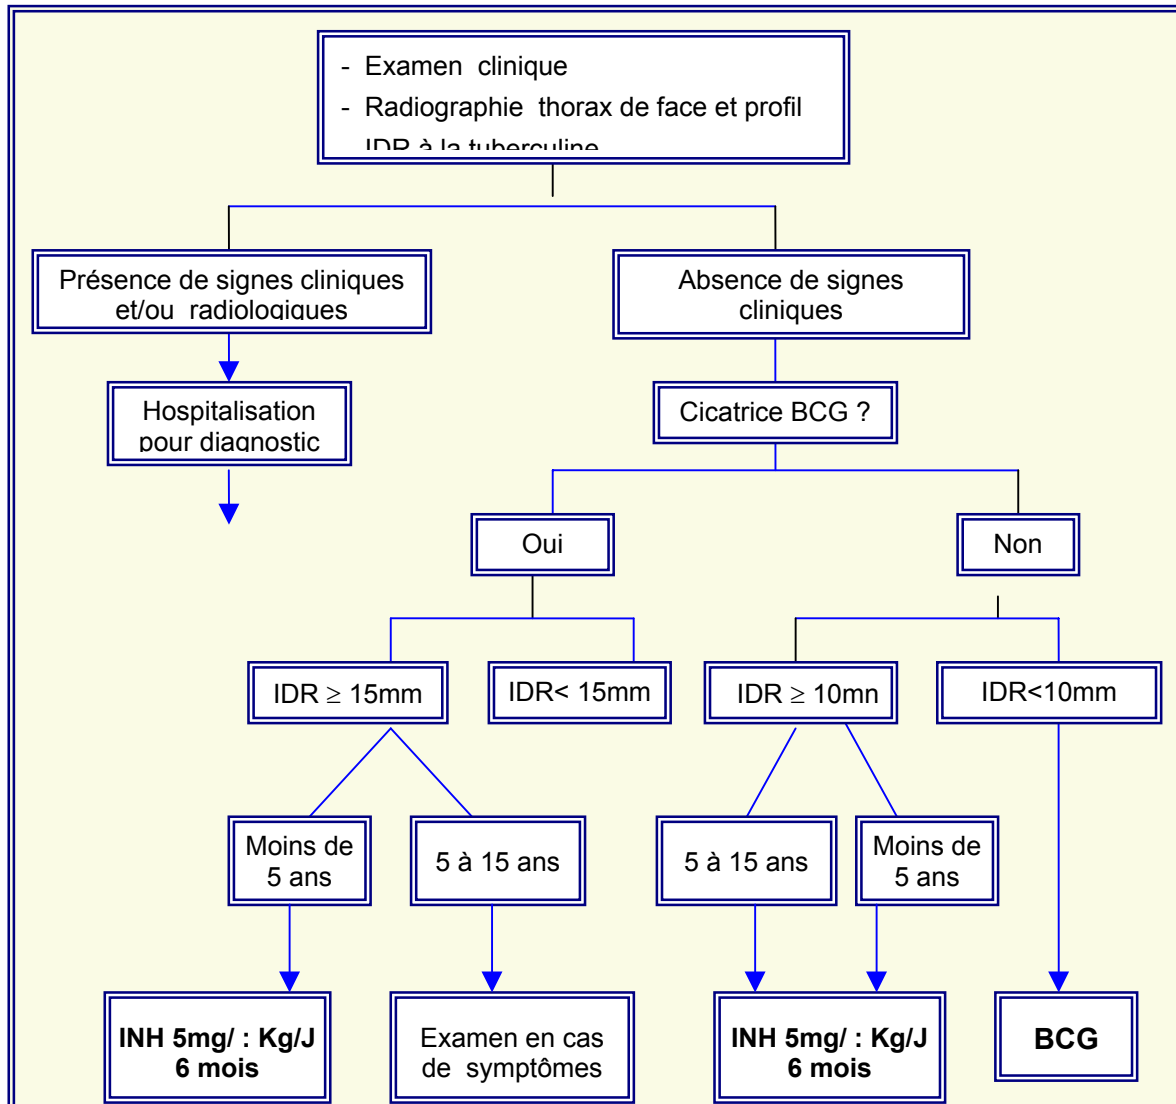 - Examen clinique
- Radiographie thorax de face et profil
IDR à la tuberculine
Présence de signes cliniques
et/ou radiologiques
Absence de signes
cliniques
Hospitalisation
pour diagnostic
Cicatrice BCG ?
Oui
Non
IDR ≥ 15mm
IDR< 15mm
IDR ≥ 10mn
IDR<10mm
Moins de
5 ans
5 à 15 ans
5 à 15 ans
Moins de
5 ans
INH 5mg/ : Kg/J
6 mois
Examen en cas
de symptômes
INH 5mg/ : Kg/J
6 mois
BCG